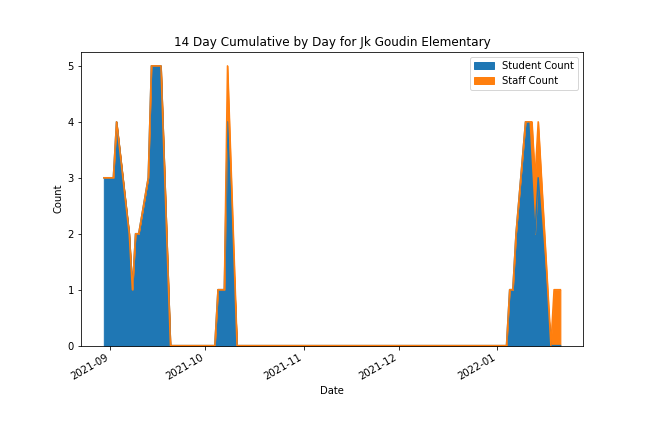 14 Day Cumulative by Day for Jk Goudin Elementary
Student Count
Staff Count
5
4
3
2
1
0
Count
2021-09
2021-10
2021-11
2021-12
2022-01
Date